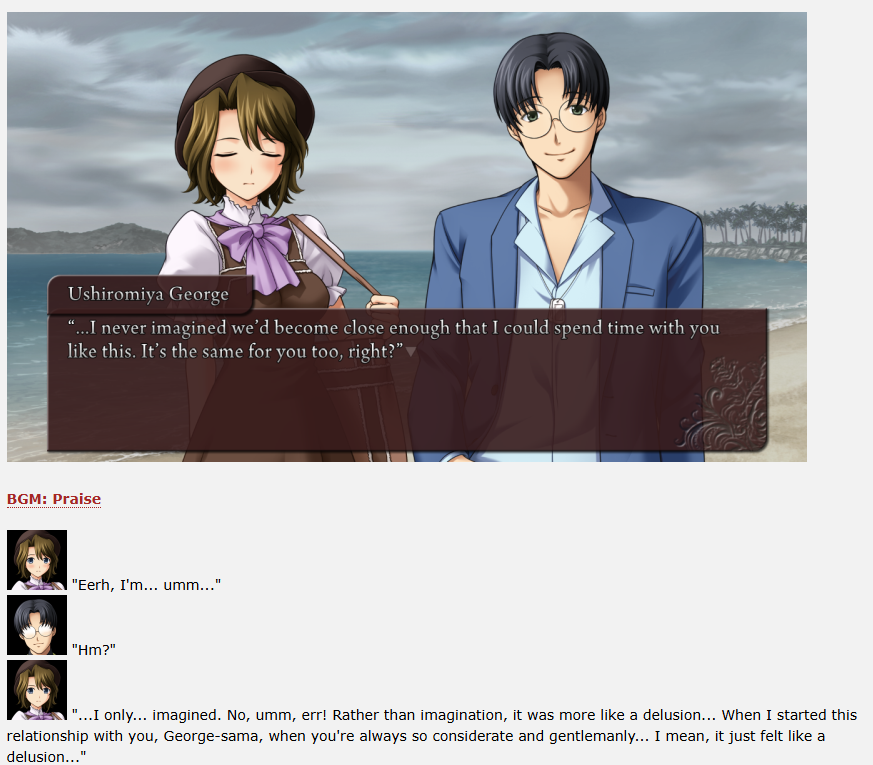 Ushiromiya George
“...I never imagined we’d become close enough that I could spend time with you
like this. It’s the same for you too, right?”
BGM: Praise
"Eerh, I'm... umm..."
"Hm?"
"...I only... imagined. No, umm, err! Rather than imagination, it was more like a delusion... When I started this
relationship with you, George-sama, when you're always so considerate and gentlemanly... I mean, it just felt like a
delusion..."